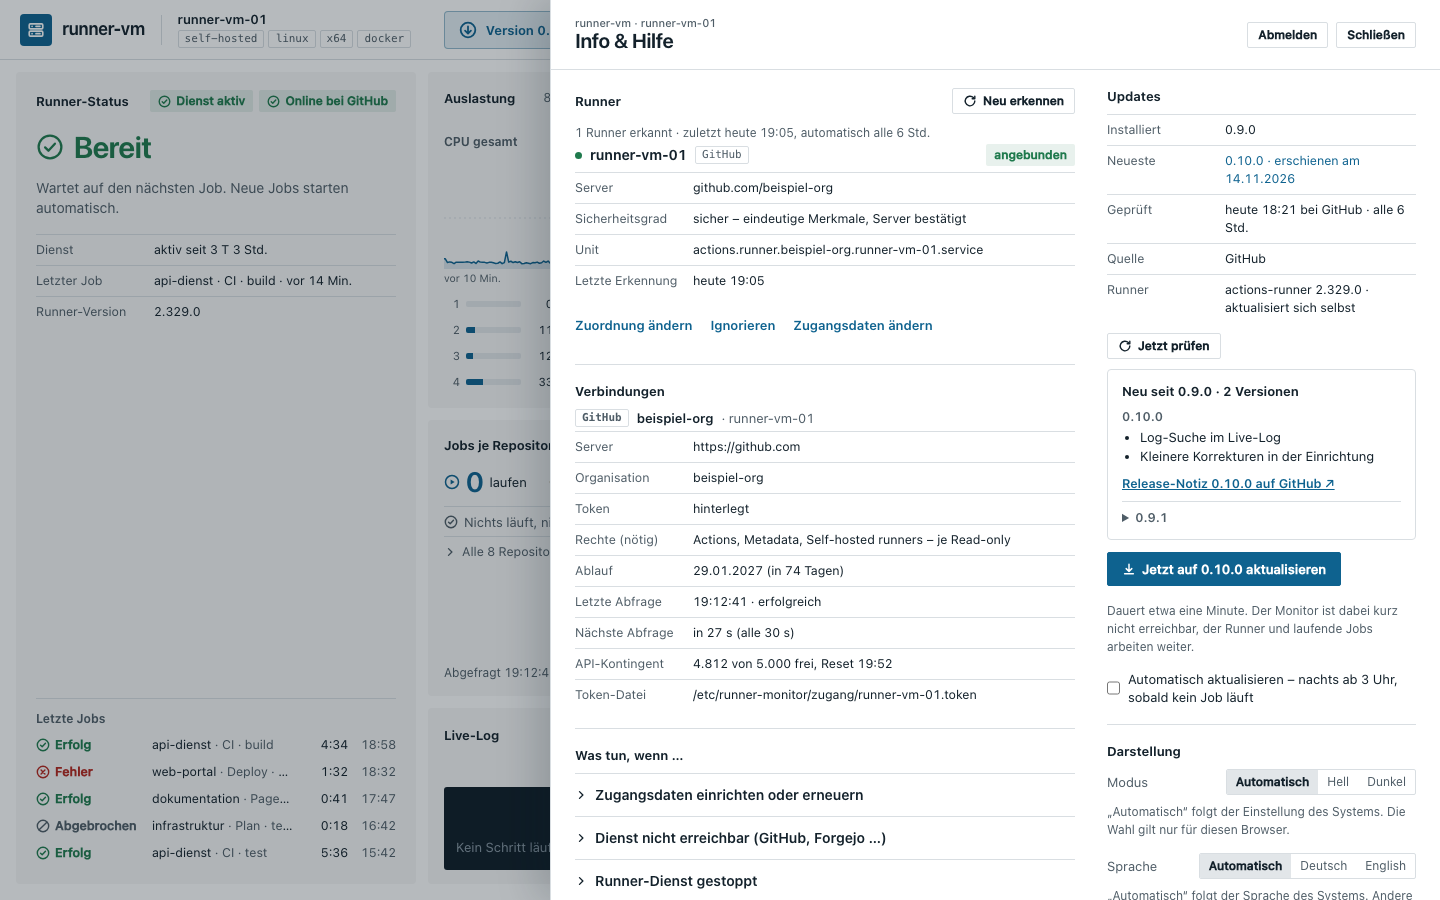 runner-vm
runner-vm-01
self-hosted linux x64 docker
Version 0.
Runner-Status
Dienst aktiv
Online bei GitHub
Bereit
Wartet auf den nächsten Job. Neue Jobs starten
automatisch.
Dienst aktiv seit 3 T 3 Std.
Letzter Job api-dienst · CI · build · vor 14 Min.
Runner-Version 2.329.0
Letzte Jobs
Erfolg api-dienst · CI · build 4:34 18:58
Fehler web-portal · Deploy · ... 1:32 18:32
Erfolg dokumentation · Page... 0:41 17:47
Abgebrochen infrastruktur · Plan · te... 0:18 16:42
Erfolg api-dienst · CI · test 5:36 15:42
Auslastung
CPU gesamt
vor 10 Min.
1
2 11
3 12
4 33
Jobs je Reposito
0 laufen
Nichts läuft, ni
Alle 8 Reposito
Abgefragt 19:12:4
Live-Log
Kein Schritt läuf
runner-vm · runner-vm-01
Info & Hilfe
Abmelden
Schließen
Runner
Neu erkennen
1 Runner erkannt · zuletzt heute 19:05, automatisch alle 6 Std.
runner-vm-01 GitHub angebunden
Server github.com/beispiel-org
Sicherheitsgrad sicher – eindeutige Merkmale, Server bestätigt
Unit actions.runner.beispiel-org.runner-vm-01.service
Letzte Erkennung heute 19:05
Zuordnung ändern Ignorieren Zugangsdaten ändern
Verbindungen
GitHub beispiel-org · runner-vm-01
Server https://github.com
Organisation beispiel-org
Token hinterlegt
Rechte (nötig) Actions, Metadata, Self-hosted runners – je Read-only
Ablauf 29.01.2027 (in 74 Tagen)
Letzte Abfrage 19:12:41 · erfolgreich
Nächste Abfrage in 27 s (alle 30 s)
API-Kontingent 4.812 von 5.000 frei, Reset 19:52
Token-Datei /etc/runner-monitor/zugang/runner-vm-01.token
Was tun, wenn ...
Zugangsdaten einrichten oder erneuern
Dienst nicht erreichbar (GitHub, Forgejo ...)
Runner-Dienst gestoppt
Updates
Installiert 0.9.0
Neueste 0.10.0 · erschienen am
14.11.2026
Geprüft heute 18:21 bei GitHub · alle 6
Std.
Quelle GitHub
Runner actions-runner 2.329.0 ·
aktualisiert sich selbst
Jetzt prüfen
Neu seit 0.9.0 · 2 Versionen
0.10.0
• Log-Suche im Live-Log
• Kleinere Korrekturen in der Einrichtung
Release-Notiz 0.10.0 auf GitHub ↗
0.9.1
Jetzt auf 0.10.0 aktualisieren
Dauert etwa eine Minute. Der Monitor ist dabei kurz
nicht erreichbar, der Runner und laufende Jobs
arbeiten weiter.
Automatisch aktualisieren – nachts ab 3 Uhr,
sobald kein Job läuft
Darstellung
Modus Automatisch Hell Dunkel
„Automatisch“ folgt der Einstellung des Systems. Die
Wahl gilt nur für diesen Browser.
Sprache Automatisch Deutsch English
„Automatisch“ folgt der Sprache des Systems. Andere